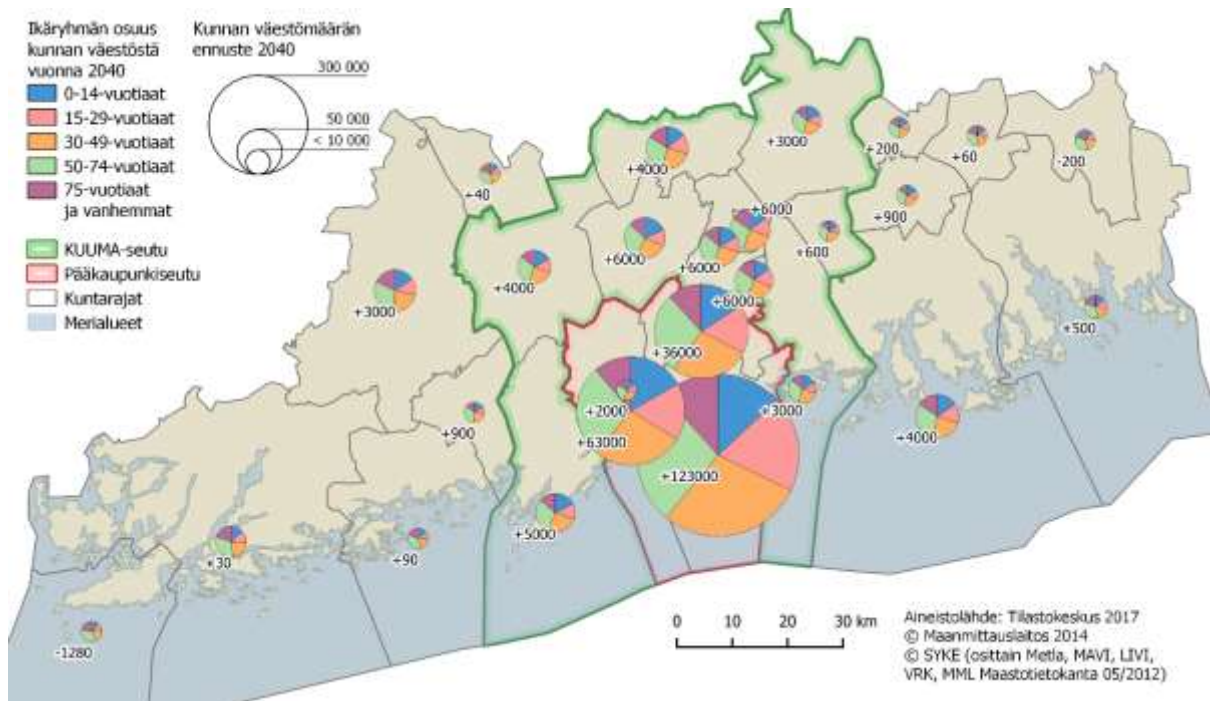 Ikäryhmän osuus
kunnan väestöstä
vuonna 2040
0-14-vuotiaat
15-29-vuotiaat
30-49-vuotiaat
50-74-vuotiaat
75-vuotiaat
ja vanhemmat
KUUMA-seutu
Pääkaupunkiseutu
Kuntarajat
Merialueet
Kunnan väestömäärän
ennuste 2040
300 000
50 000
< 10 000
+3000
+200
+60
-200
+4000
+40
+900
+6000
+6000
+600
+6000
+4000
+3000
+6000
+500
+36000
+2000
+3000
+900
+63000
+4000
+123000
+5000
+30
+90
-1280
0 10 20 30 km
Aineistolähde: Tilastokeskus 2017
© Maanmittauslaitos 2014
© SYKE (osittain Metla, MAVI, LIVI,
VRK, MML Maastotietokanta 05/2012)